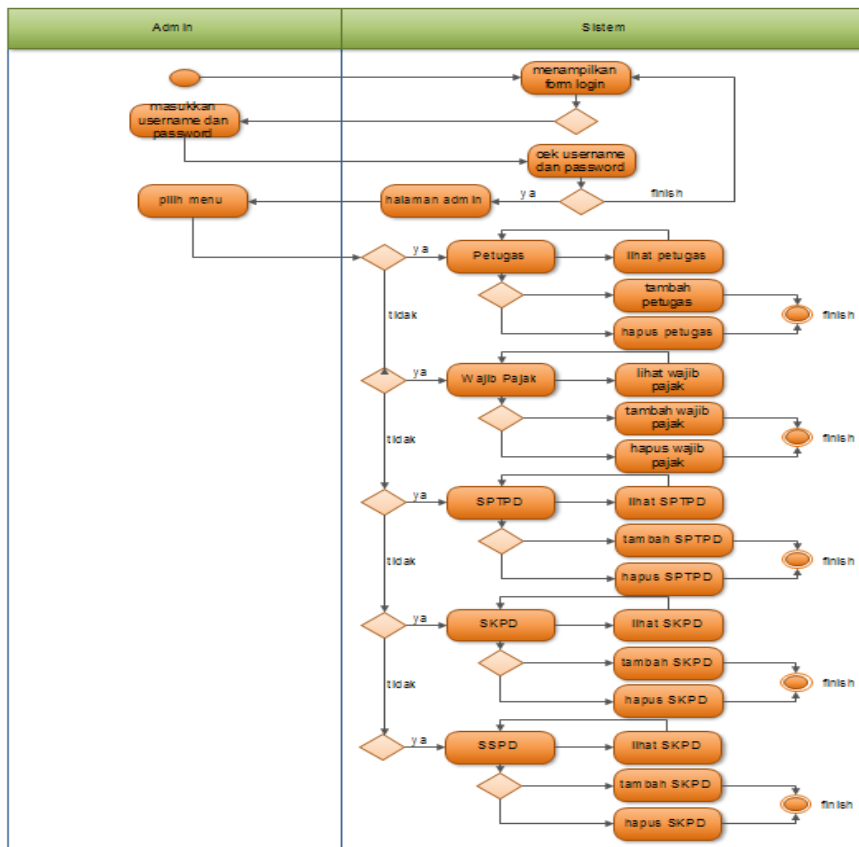 Admin
Sistem
menampilkan
form login
masukkan
username dan
password
cek username
dan password
ya
finish
pilih menu
halaman admin
ya
Petugas
lihat petugas
tambah
petugas
finish
tidak
hapus petugas
ya
Wajib Pajak
lihat wajib
pajak
tambah wajib
pajak
finish
tidak
hapus wajib
pajak
ya
SPTPD
lihat SPTPD
tambah SPTPD
finish
tidak
hapus SPTPD
ya
SKPD
lihat SKPD
tambah SKPD
finish
tidak
hapus SKPD
ya
SSPD
lihat SKPD
tambah SKPD
finish
hapus SKPD